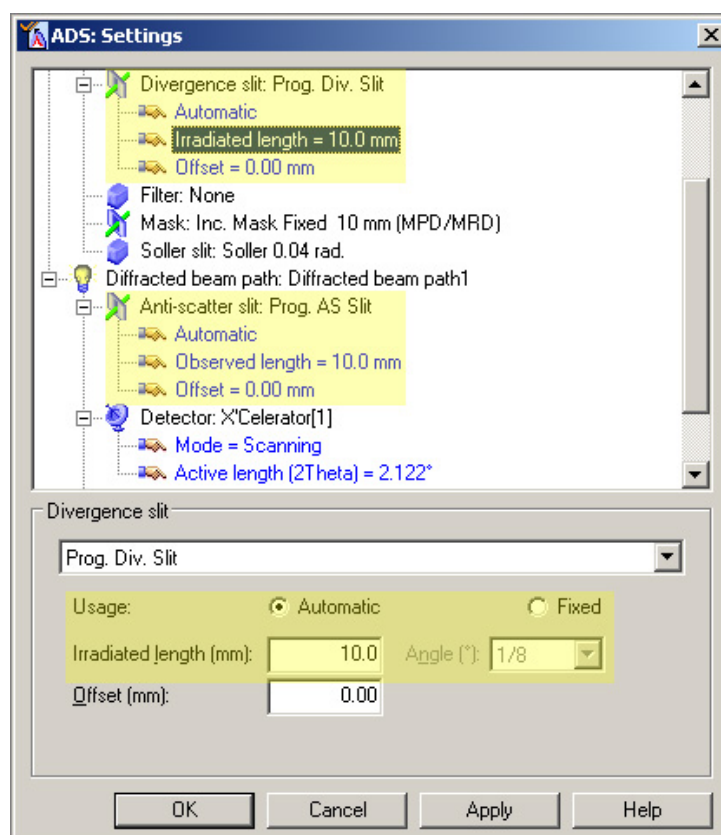 ADS: Settings
Divergence slit: Prog. Div. Slit
Automatic
Irradiated length = 10.0 mm
Offset = 0.00 mm
Filter: None
Mask: Inc. Mask Fixed 10 mm (MPD/MRD)
Soller slit: Soller 0.04 rad.
Diffracted beam path: Diffracted beam path1
Anti-scatter slit: Prog. AS Slit
Automatic
Observed length = 10.0 mm
Offset = 0.00 mm
Detector: X'Celerator[1]
Mode = Scanning
Active length (2Theta) = 2.122°
Divergence slit
Prog. Div. Slit
Usage: Automatic Fixed
Irradiated length (mm): 10.0 Angle (°): 1/8
Offset (mm): 0.00
OK Cancel Apply Help